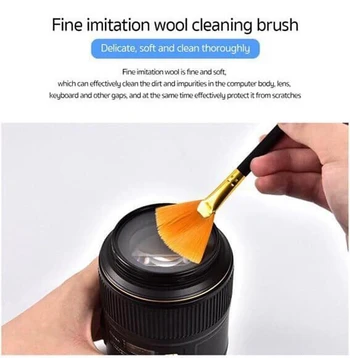 Fine imitation wool cleaning brush
Delicate, soft and clean thoroughly
Fine imitation wool is fine and soft,
which can effectively clean the dirt and impurities in the computer body, lens,
keyboard and other gaps, and at the same time effectively protect it from scratches